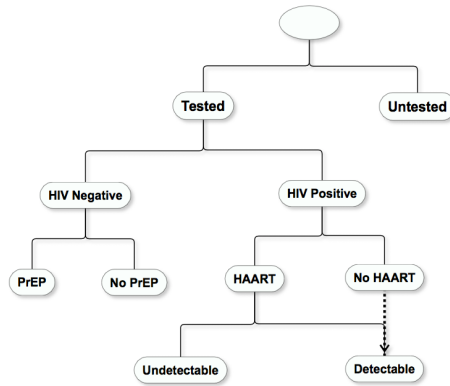 Tested
Untested
HIV Negative
HIV Positive
PrEP
No PrEP
HAART
No HAART
Undetectable
Detectable